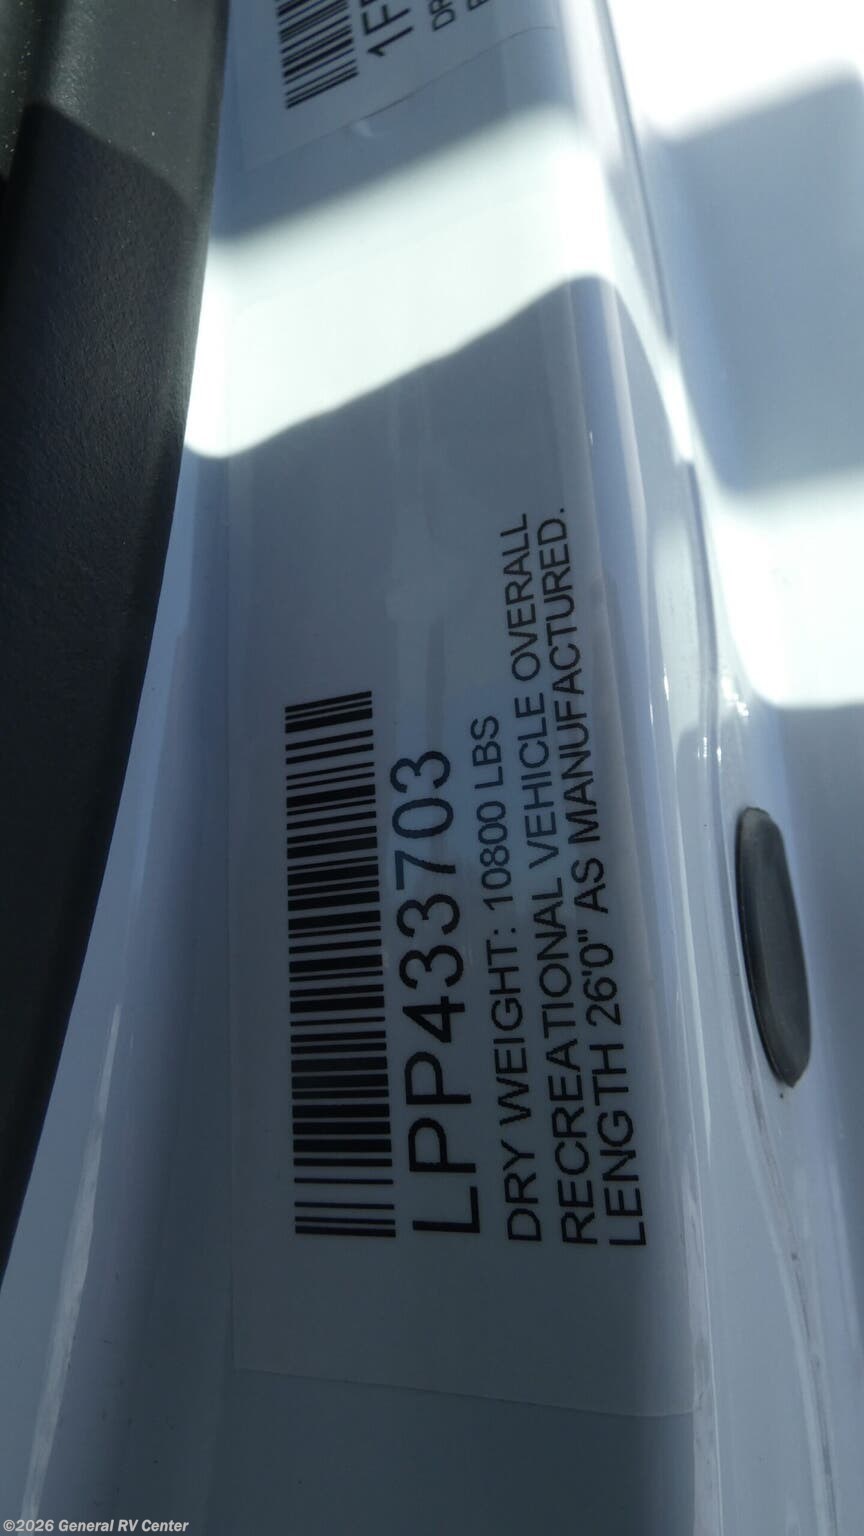 LPP433703
DRY WEIGHT: 10800 LBS
RECREATIONAL VEHICLE OVERALL
LENGTH 26'0" AS MANUFACTURED.
©2026 General RV Center